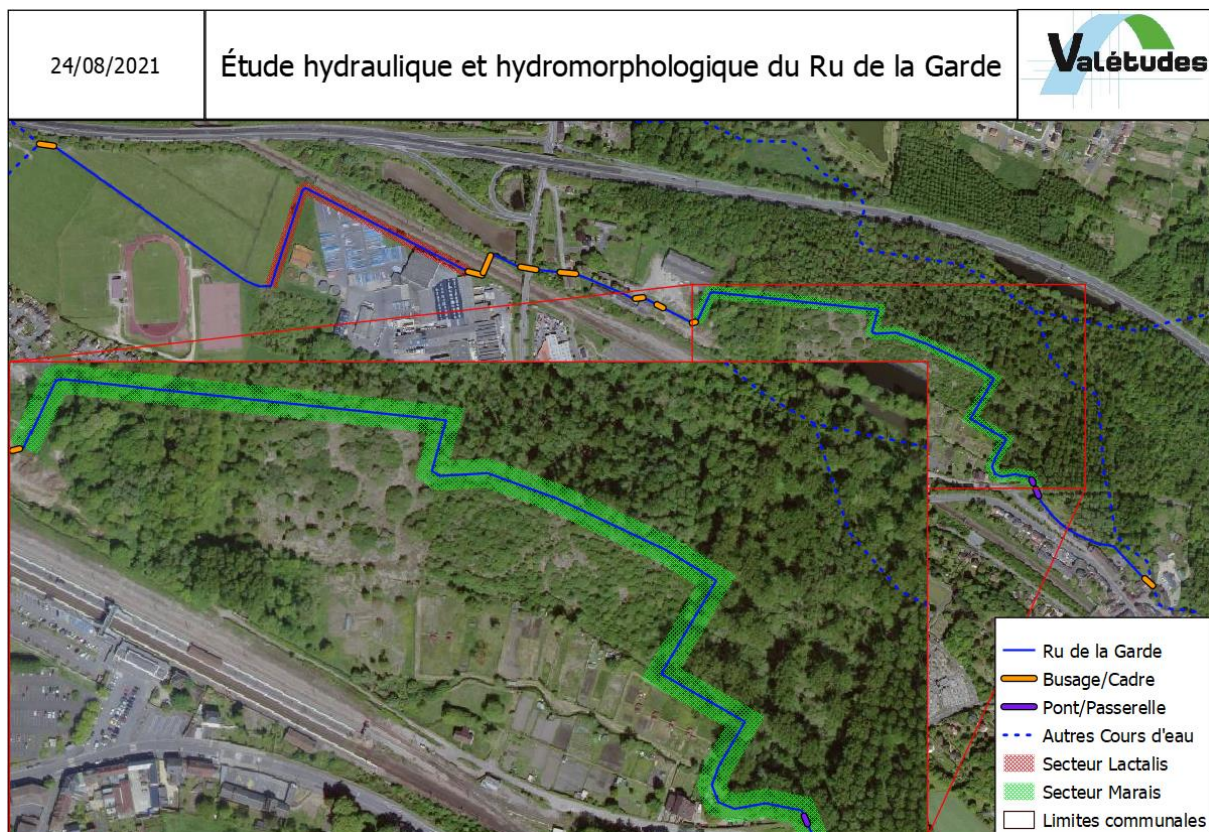 24/08/2021
Étude hydraulique et hydromorphologique du Ru de la Garde
Valétudes
Ru de la Garde
Busage/Cadre
Pont/Passerelle
Autres Cours d'eau
Secteur Lactalis
Secteur Marais
Limites communales